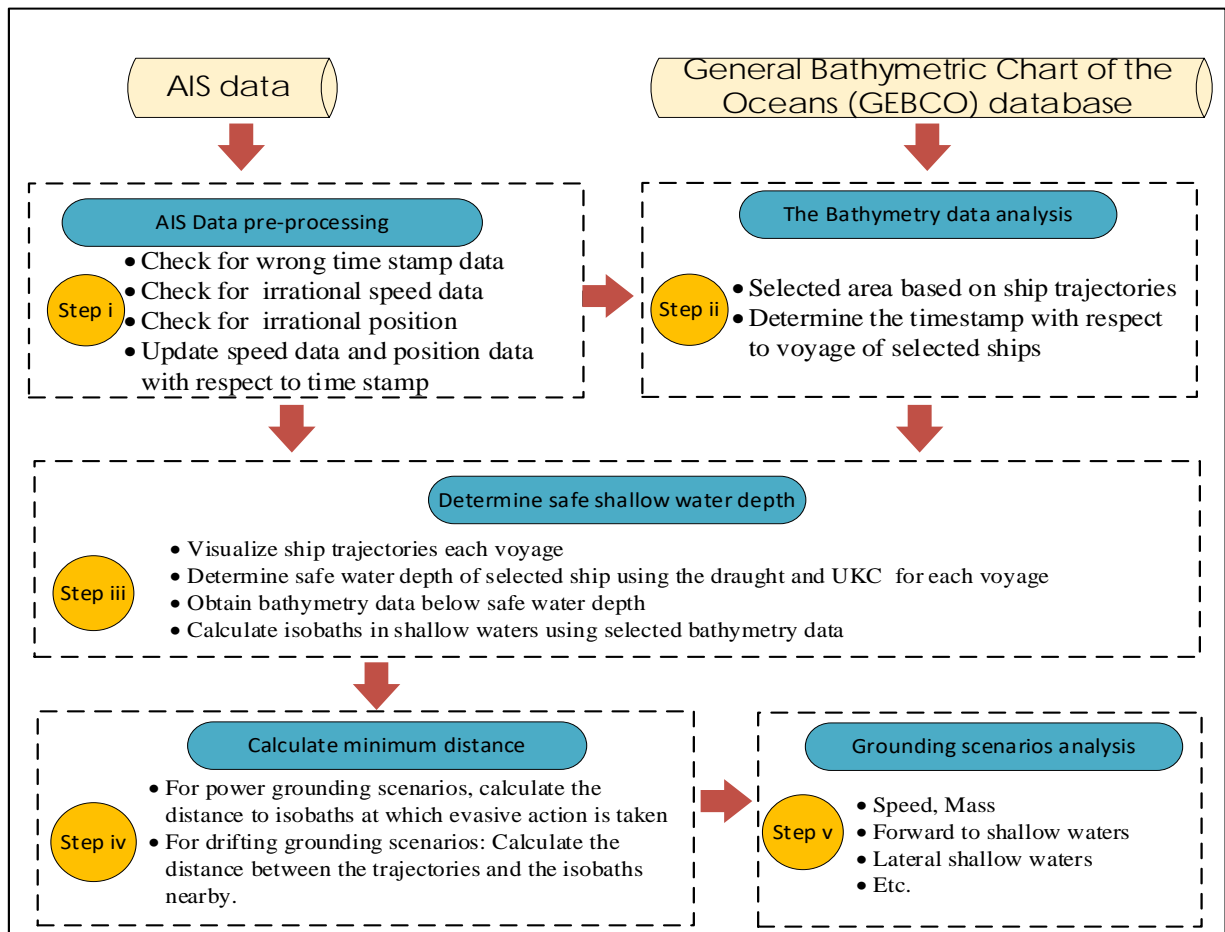 AIS data
General Bathymetric Chart of the
Oceans (GEBCO) database
AIS Data pre-processing
Step i
• Check for wrong time stamp data
• Check for irrational speed data
• Check for irrational position
• Update speed data and position data
with respect to time stamp
The Bathymetry data analysis
Step ii
• Selected area based on ship trajectories
• Determine the timestamp with respect
to voyage of selected ships
Determine safe shallow water depth
Step iii
• Visualize ship trajectories each voyage
• Determine safe water depth of selected ship using the draught and UKC for each voyage
• Obtain bathymetry data below safe water depth
• Calculate isobaths in shallow waters using selected bathymetry data
Calculate minimum distance
Step iv
• For power grounding scenarios, calculate the
distance to isobaths at which evasive action is taken
• For drifting grounding scenarios: Calculate the
distance between the trajectories and the isobaths
nearby.
Grounding scenarios analysis
Step v
• Speed, Mass
• Forward to shallow waters
• Lateral shallow waters
• Etc.